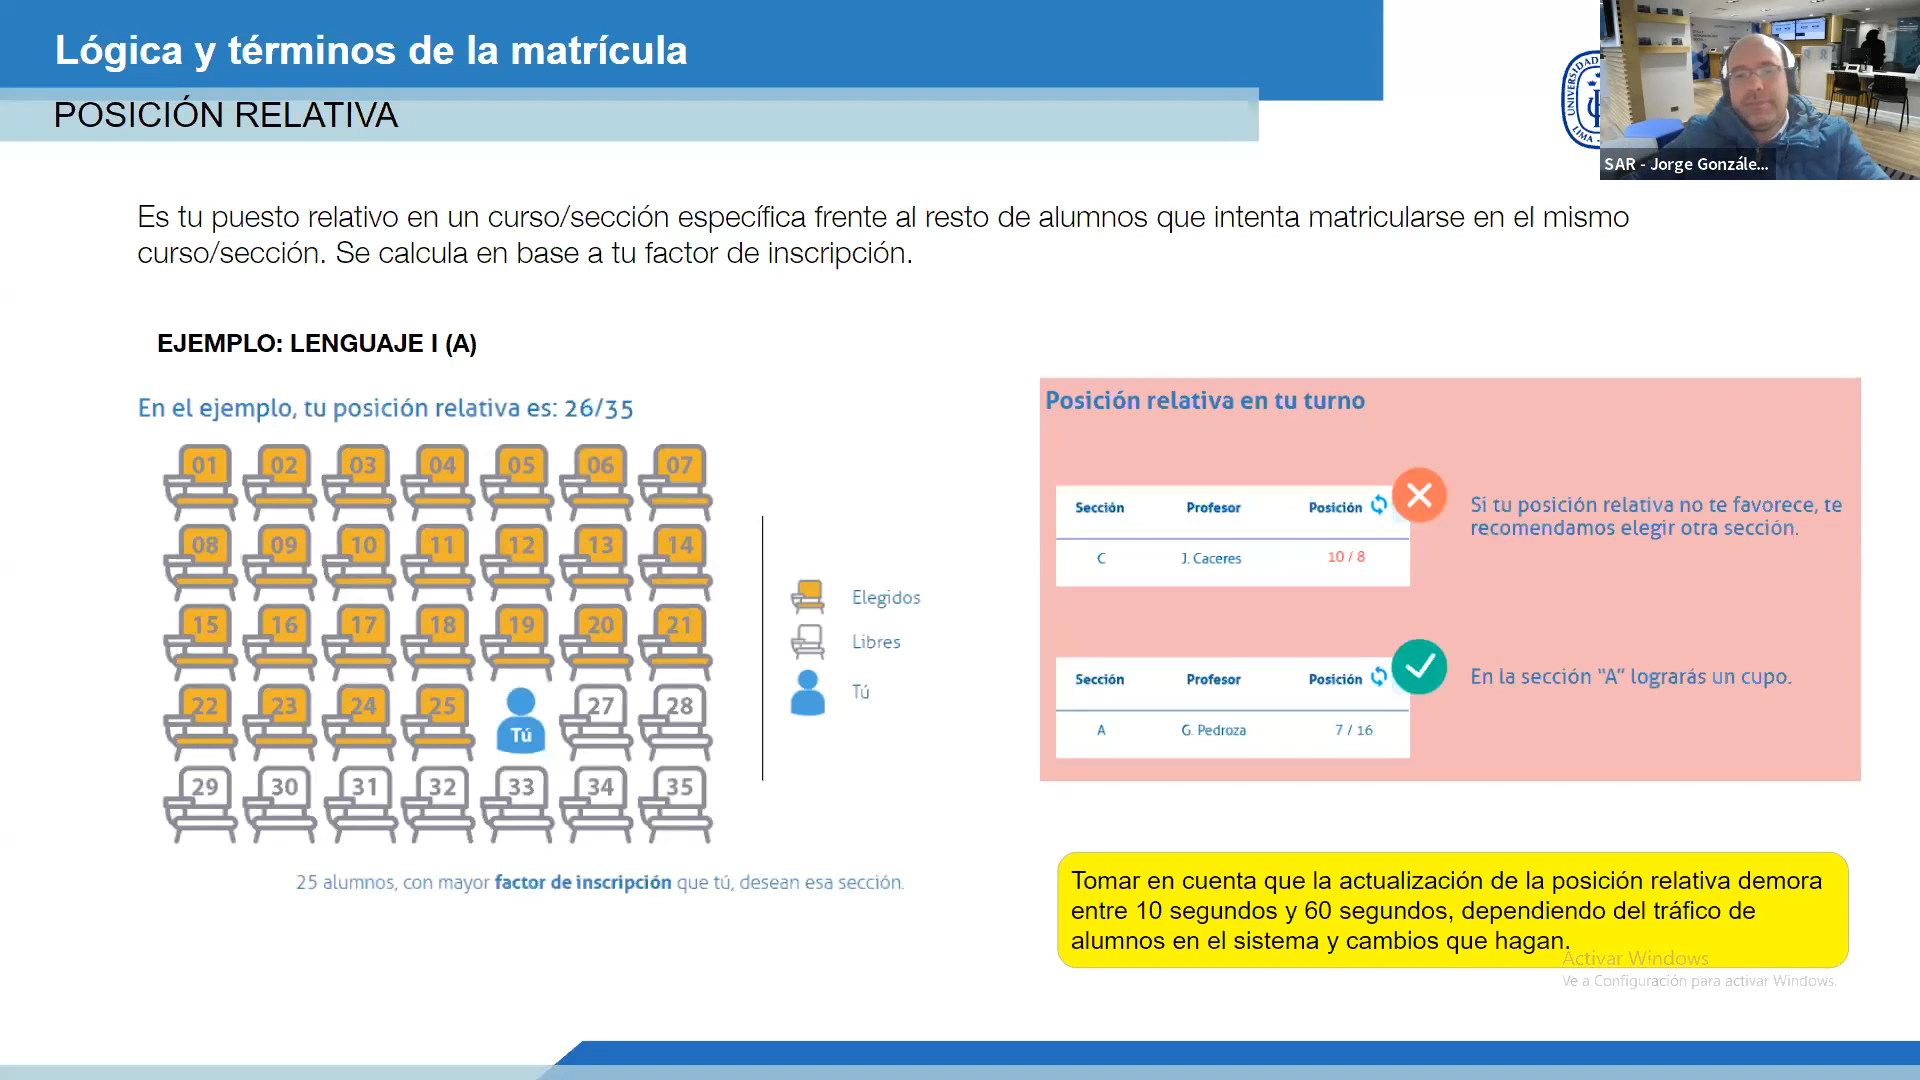 Lógica y términos de la matrícula
POSICIÓN RELATIVA
UNIVERSIDAD
LIMA
SAR - Jorge Gonzále...
Es tu puesto relativo en un curso/sección específica frente al resto de alumnos que intenta matricularse en el mismo
curso/sección. Se calcula en base a tu factor de inscripción.
EJEMPLO: LENGUAJE I (A)
En el ejemplo, tu posición relativa es: 26/35
01 02 03 04 05 06 07
08 09 10 11 12 13 14
15 16 17 18 19 20 21
22 23 24 25 Tú 27 28
29 30 31 32 33 34 35
Elegidos
Libres
Tú
25 alumnos, con mayor factor de inscripción que tú, desean esa sección.
Posición relativa en tu turno
Sección Profesor Posición
C J. Caceres 10 / 8
Si tu posición relativa no te favorece, te
recomendamos elegir otra sección.
Sección Profesor Posición
A G. Pedroza 7 / 16
En la sección “A” lograrás un cupo.
Tomar en cuenta que la actualización de la posición relativa demora
entre 10 segundos y 60 segundos, dependiendo del tráfico de
alumnos en el sistema y cambios que hagan.
Activar Windows
Ve a Configuración para activar Windows.